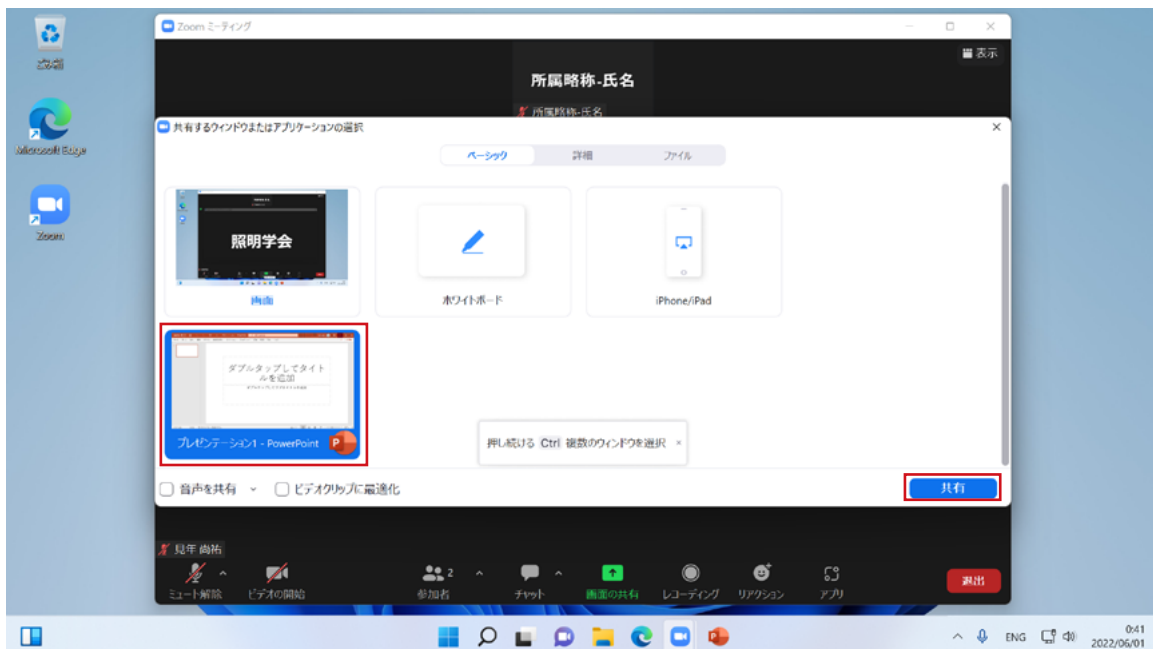 Zoom ミーティング
表示
所属略称-氏名
所属略称-氏名
Microsoft Edge
Zoom
共有するウィンドウまたはアプリケーションの選択
ベーシック 詳細 ファイル
照明学会
画面 ホワイトボード iPhone/iPad
ダブルタップしてタイト
ルを追加
プレゼンテーション1 - PowerPoint
押し続ける Ctrl 複数のウィンドウを選択
音声を共有 ビデオクリップに最適化 共有
見年 尚祐
ミュート解除 ビデオの開始 参加者 2 チャット 画面の共有 レコーディング リアクション アプリ 退出
ENG 0:41
2022/06/01